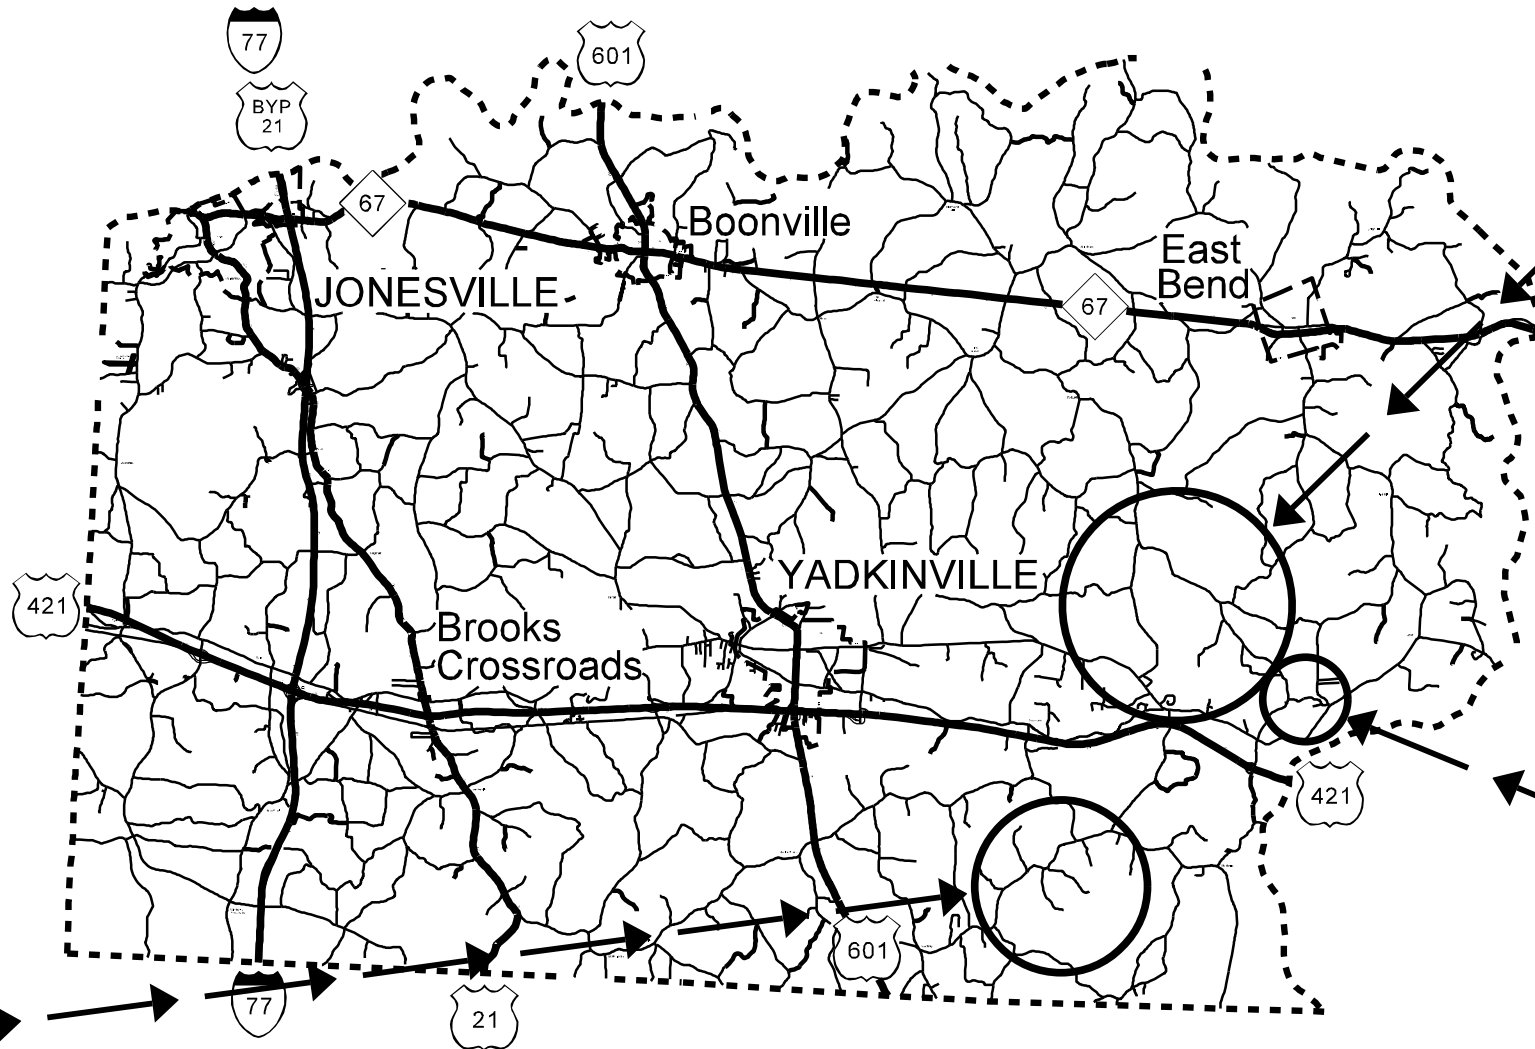 77
601
BYP
21
67
Boonville
East
Bend
JONESVILLE
67
YADKINVILLE
421
Brooks
Crossroads
421
601
77
21